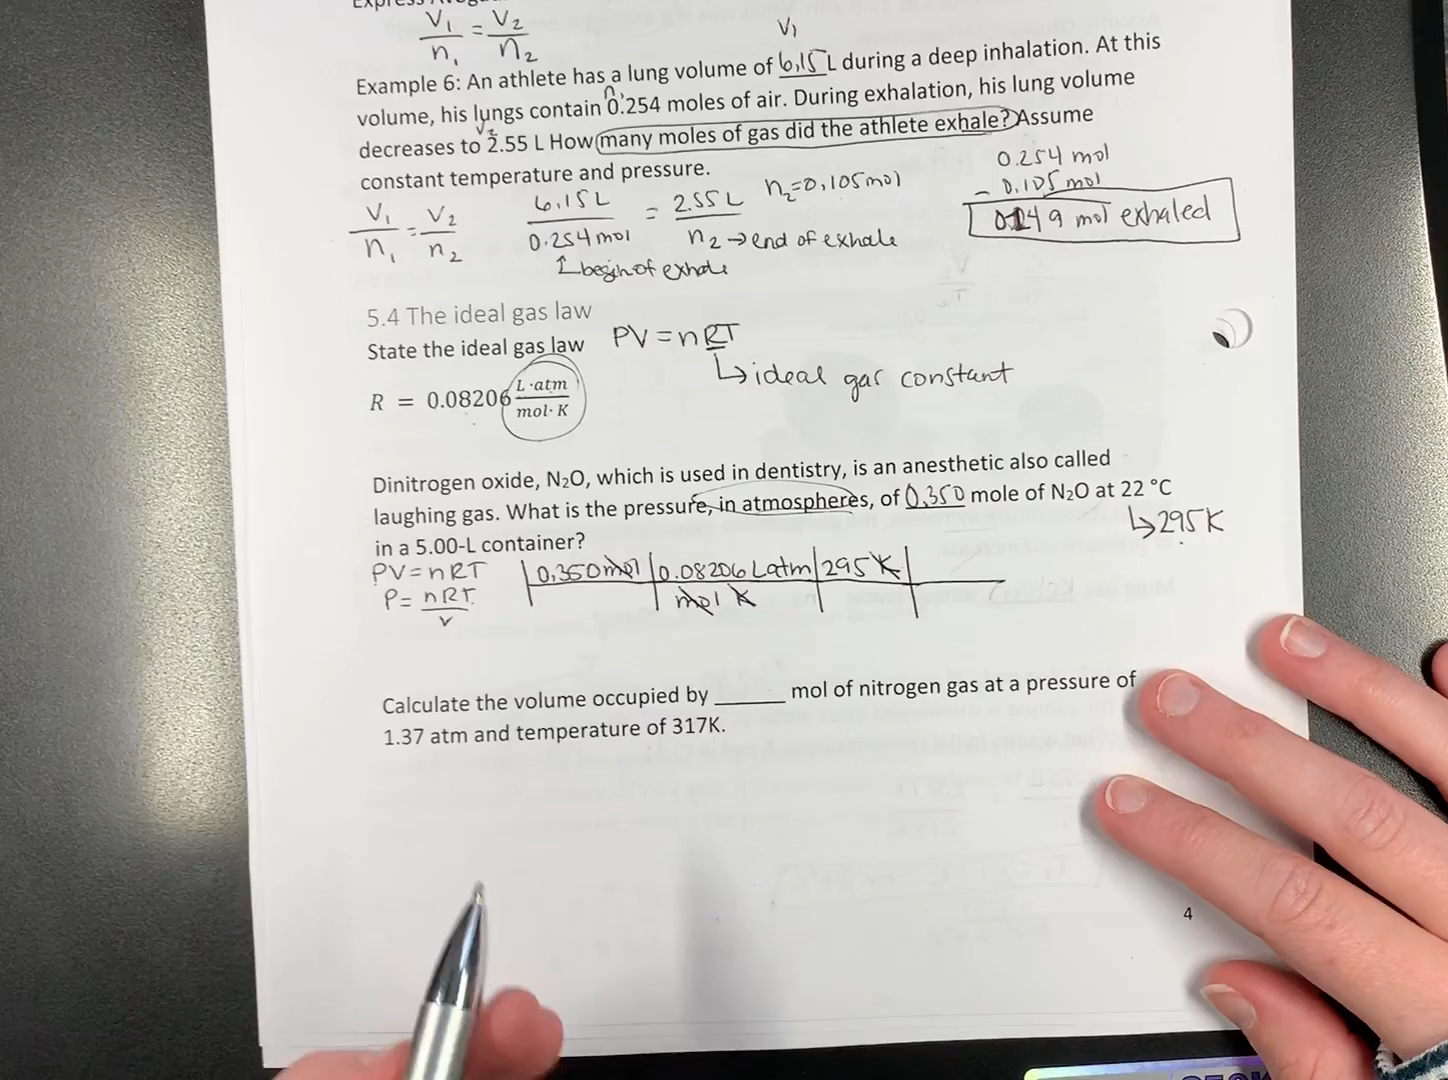 V₁/n₁ = V₂/n₂
V₁
Example 6: An athlete has a lung volume of 6.15 L during a deep inhalation. At this
n₁
volume, his lungs contain 0.254 moles of air. During exhalation, his lung volume
V₂
decreases to 2.55 L How many moles of gas did the athlete exhale? Assume
constant temperature and pressure.
V₁/n₁ = V₂/n₂
6.15 L / 0.254 mol = 2.55 L / n₂ → end of exhale
↑ begin of exhale
n₂ = 0.105 mol
0.254 mol
- 0.105 mol
0.149 mol exhaled
5.4 The ideal gas law
State the ideal gas law PV = nRT
↳ ideal gas constant
R = 0.08206 L·atm / mol·K
Dinitrogen oxide, N2O, which is used in dentistry, is an anesthetic also called
laughing gas. What is the pressure, in atmospheres, of 0.350 mole of N2O at 22 °C
↳ 295 K
in a 5.00-L container?
PV = nRT
P = nRT / V
0.350 mol | 0.08206 L atm | 295 K |
mol K
Calculate the volume occupied by ______ mol of nitrogen gas at a pressure of
1.37 atm and temperature of 317K.
4